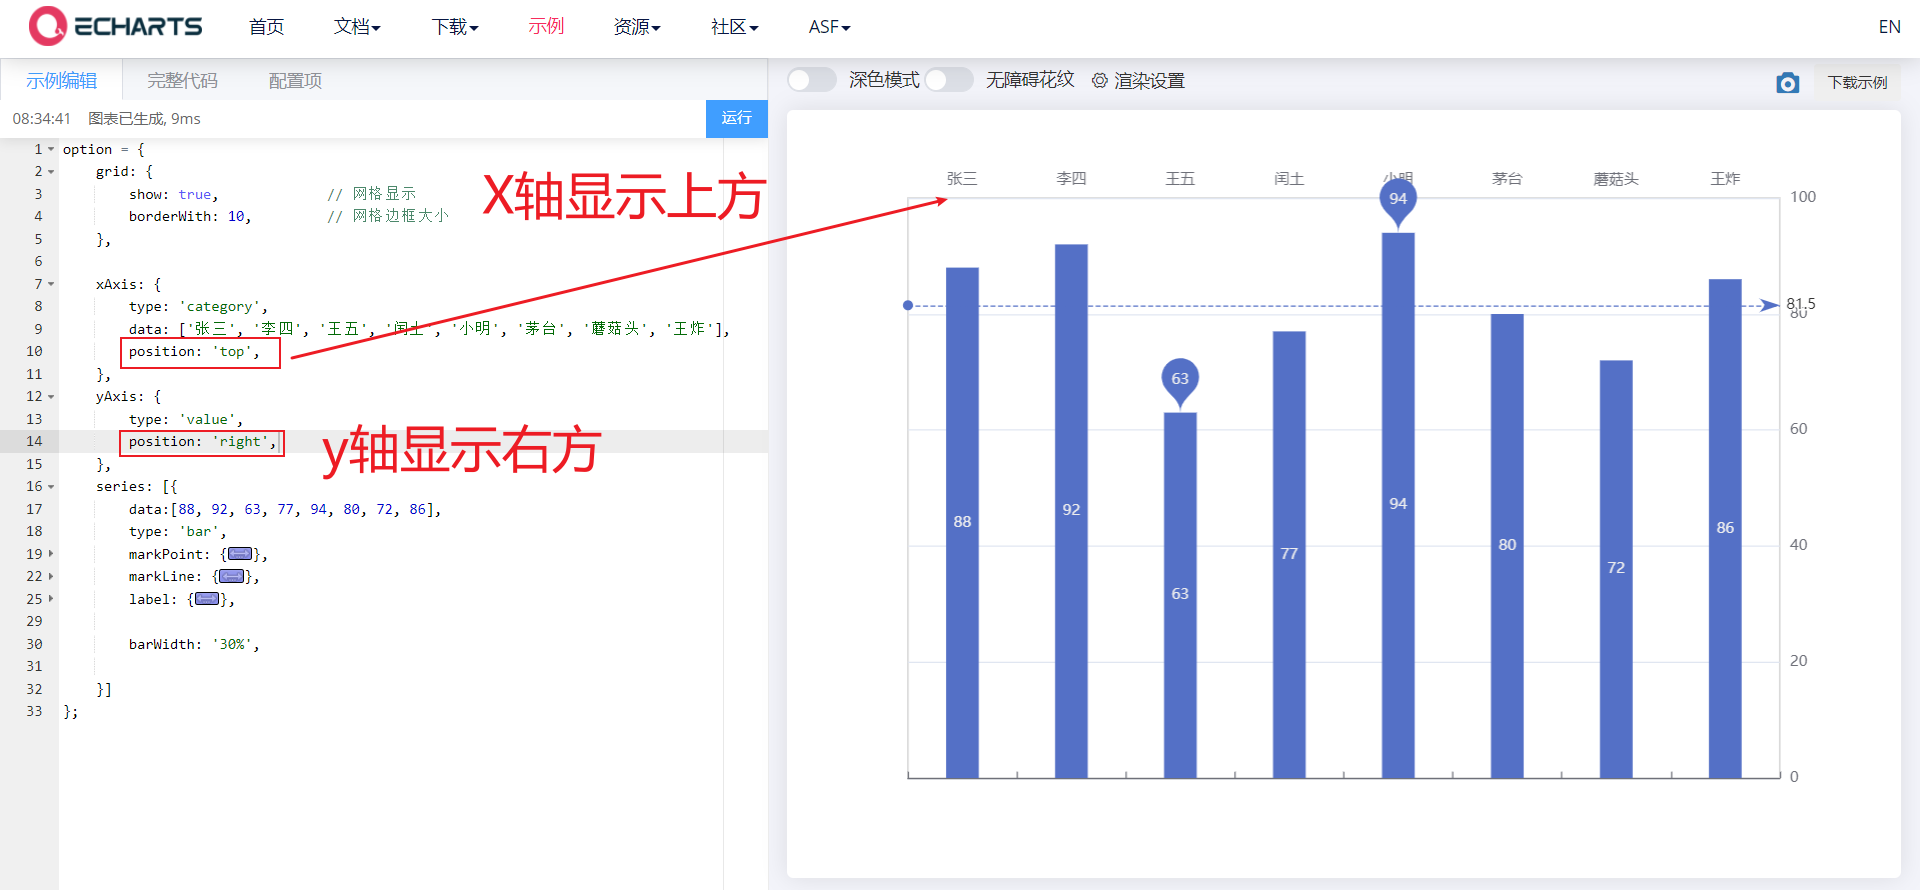 ECHARTS 首页 文档 下载 示例 资源 社区 ASF EN
示例编辑 完整代码 配置项
深色模式 无障碍花纹 渲染设置 下载示例
08:34:41 图表已生成, 9ms 运行
1 option = {
2 grid: {
3 show: true, // 网格显示
4 borderWith: 10, // 网格边框大小
5 },
6
7 xAxis: {
8 type: 'category',
9 data: ['张三', '李四', '王五', '闰土', '小明', '茅台', '蘑菇头', '王炸'],
10 position: 'top',
11 },
12 yAxis: {
13 type: 'value',
14 position: 'right',
15 },
16 series: [{
17 data:[88, 92, 63, 77, 94, 80, 72, 86],
18 type: 'bar',
19 markPoint: {},
22 markLine: {},
25 label: {},
29
30 barWidth: '30%',
31
32 }]
33 };
X轴显示上方
y轴显示右方
张三 李四 王五 闰土 小明 茅台 蘑菇头 王炸
100
94
81.5
80
63
60
88 92 63 77 94 80 72 86
40
20
0